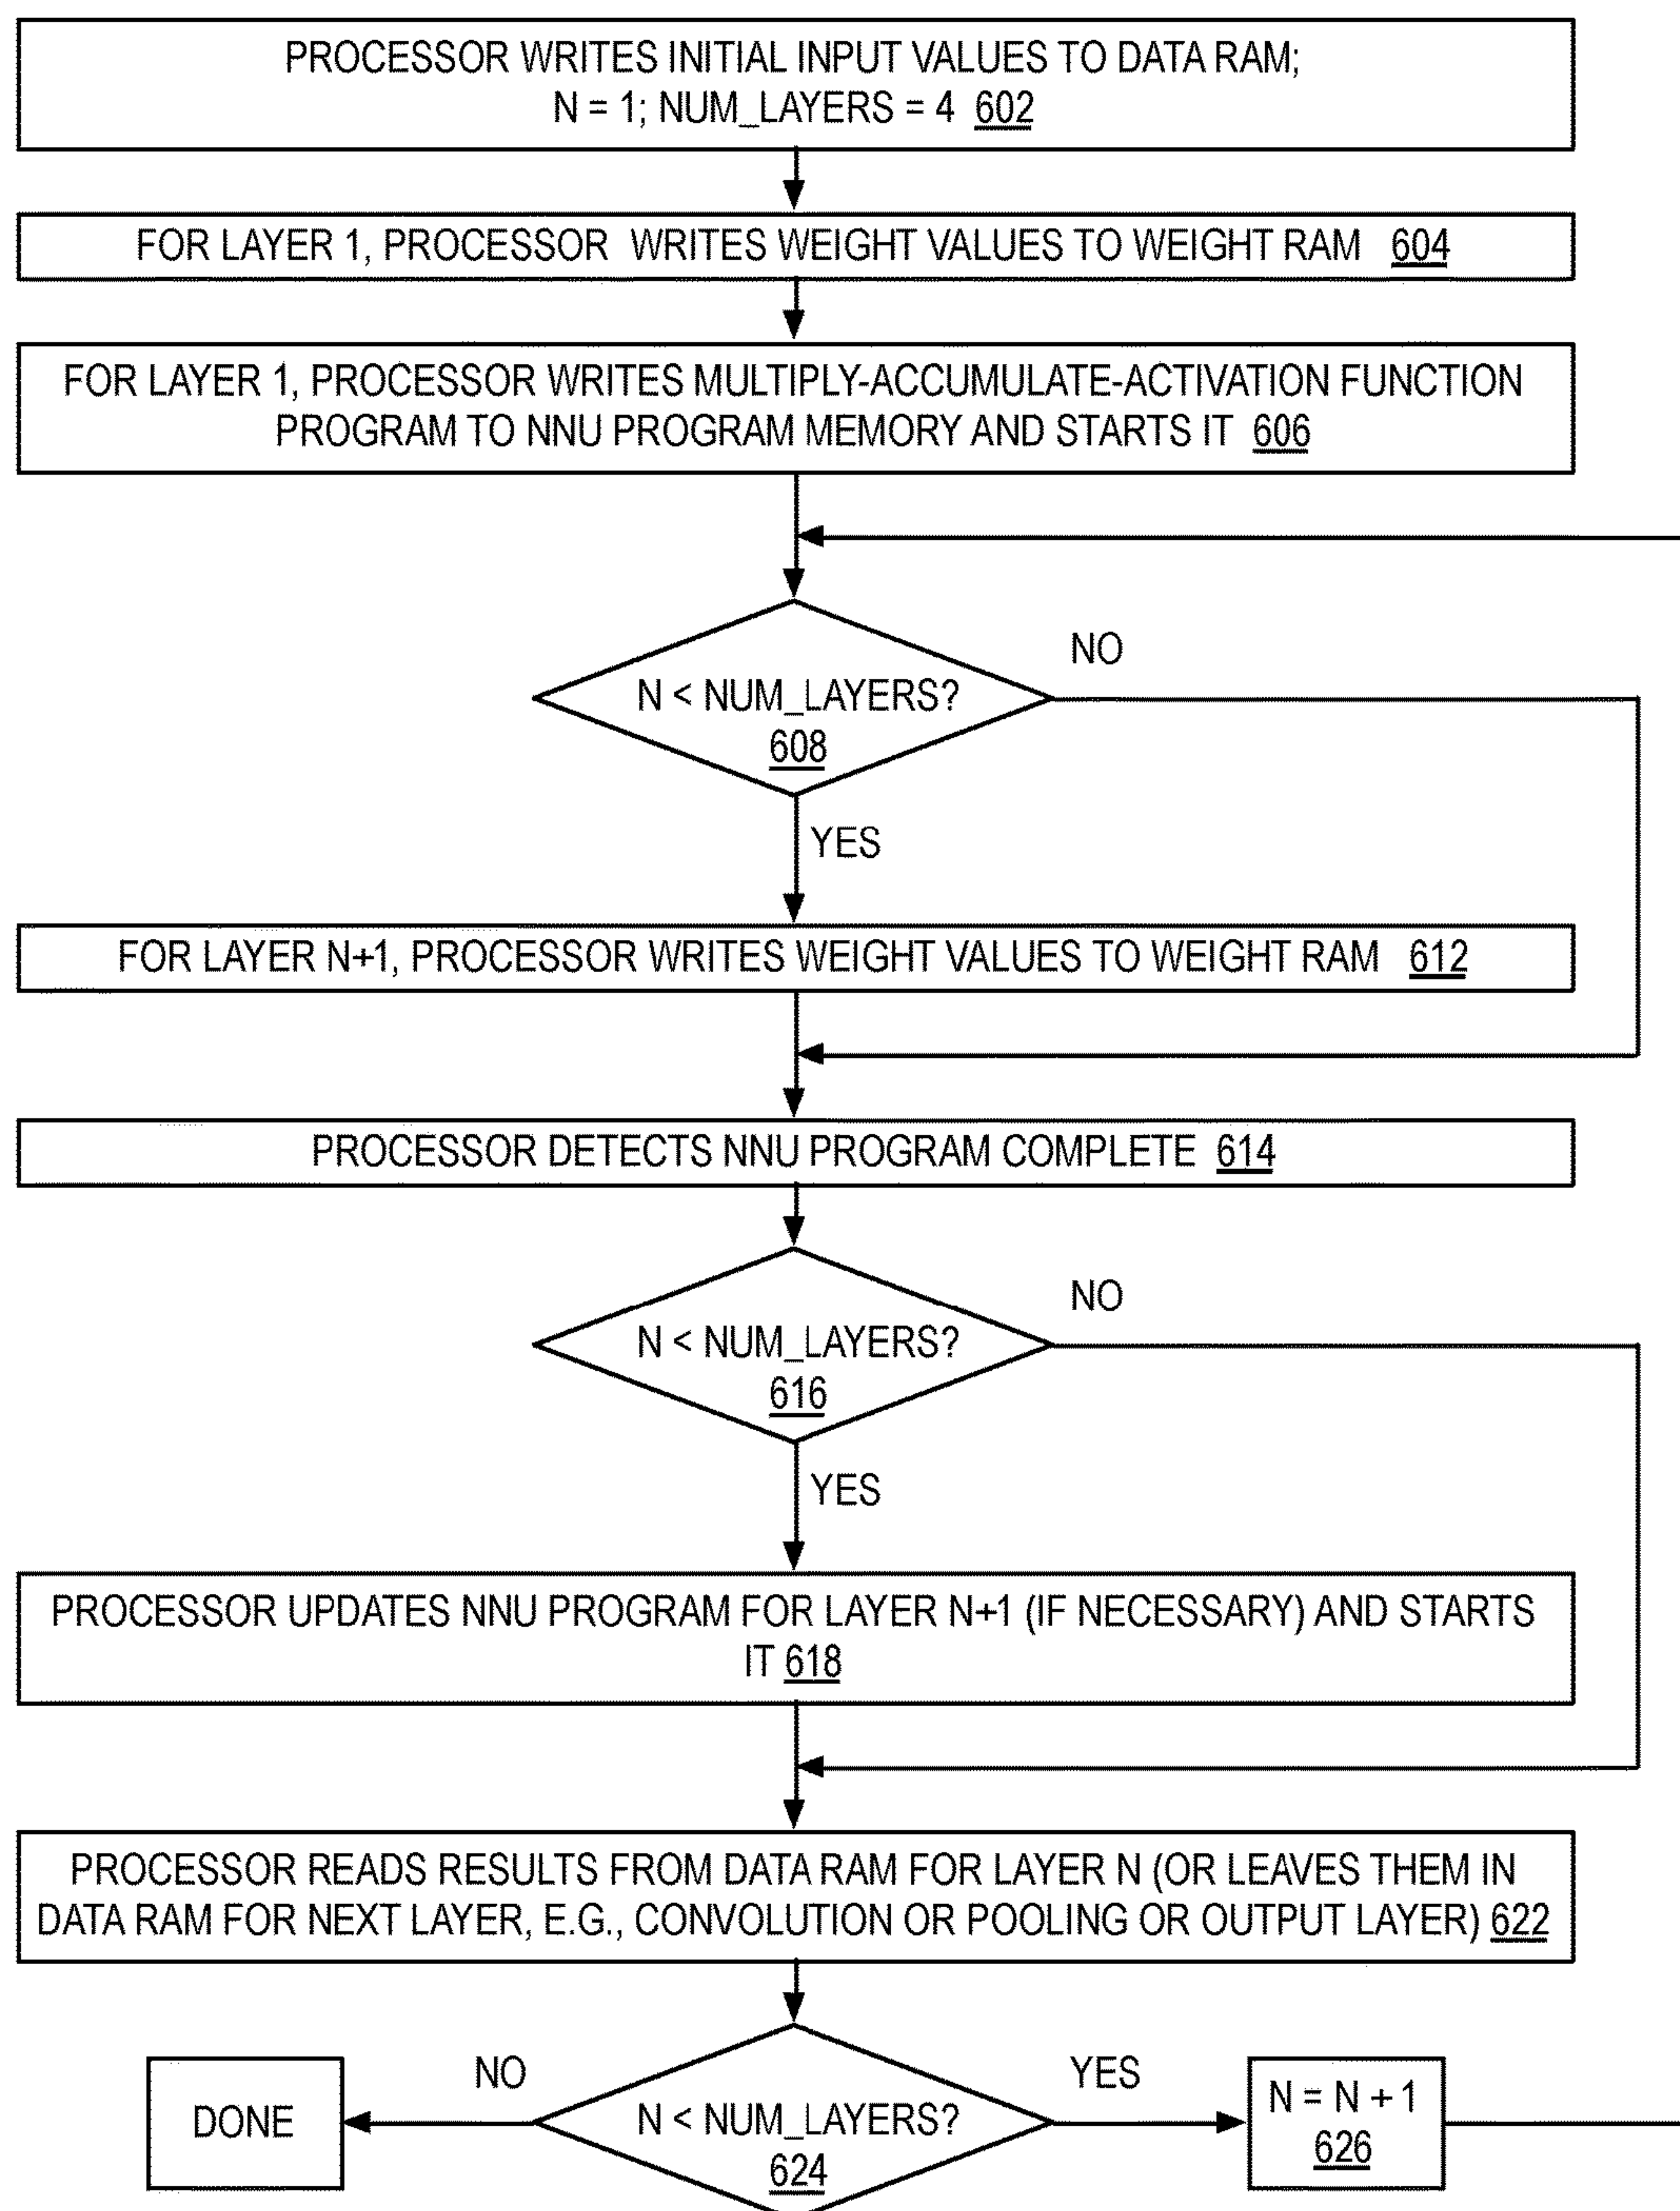 PROCESSOR WRITES INITIAL INPUT VALUES TO DATA RAM;
N = 1; NUM_LAYERS = 4 602
FOR LAYER 1, PROCESSOR WRITES WEIGHT VALUES TO WEIGHT RAM 604
FOR LAYER 1, PROCESSOR WRITES MULTIPLY-ACCUMULATE-ACTIVATION FUNCTION
PROGRAM TO NNU PROGRAM MEMORY AND STARTS IT 606
NO
N < NUM_LAYERS?
608
YES
FOR LAYER N+1, PROCESSOR WRITES WEIGHT VALUES TO WEIGHT RAM 612
PROCESSOR DETECTS NNU PROGRAM COMPLETE 614
NO
N < NUM_LAYERS?
616
YES
PROCESSOR UPDATES NNU PROGRAM FOR LAYER N+1 (IF NECESSARY) AND STARTS
IT 618
PROCESSOR READS RESULTS FROM DATA RAM FOR LAYER N (OR LEAVES THEM IN
DATA RAM FOR NEXT LAYER, E.G., CONVOLUTION OR POOLING OR OUTPUT LAYER) 622
NO
YES
DONE
N < NUM_LAYERS?
624
N = N + 1
626